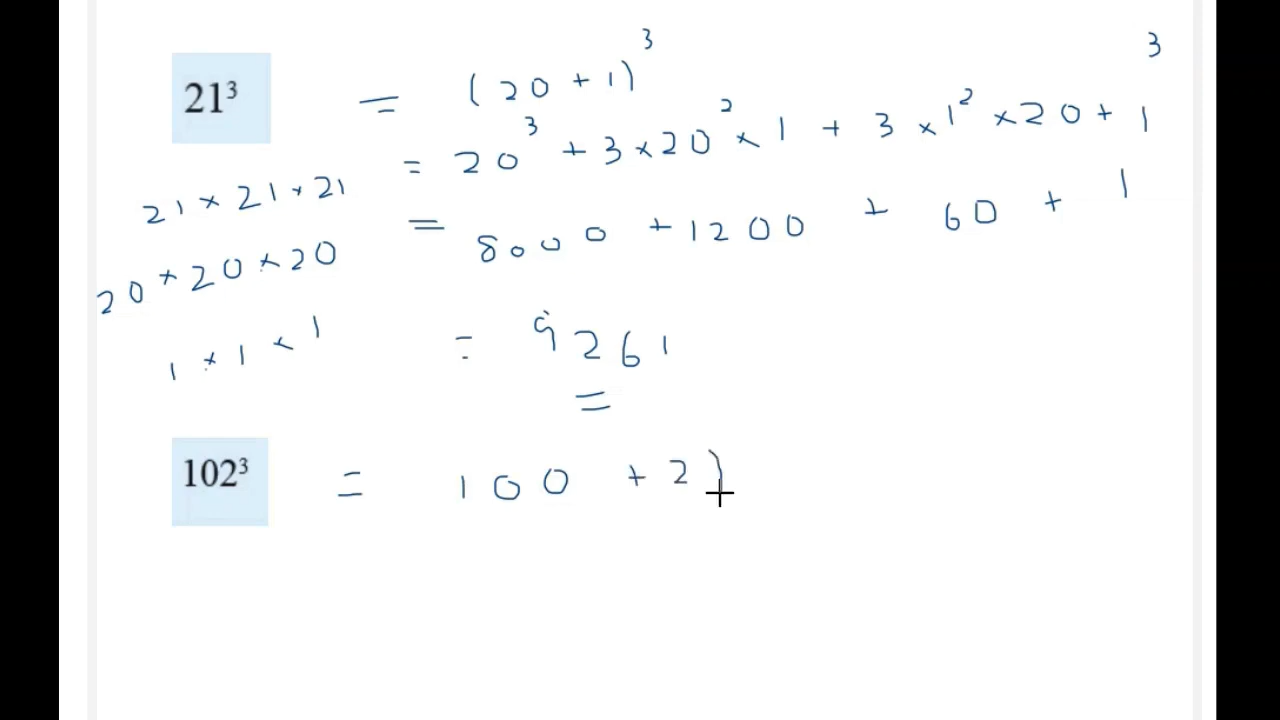 21³ = (20 + 1)³
= 20³ + 3 × 20² × 1 + 3 × 1² × 20 + 1³
21 × 21 × 21
= 8000 + 1200 + 60 + 1
20 × 20 × 20
1 × 1 × 1
= 9261
=
102³ = 100 + 2)